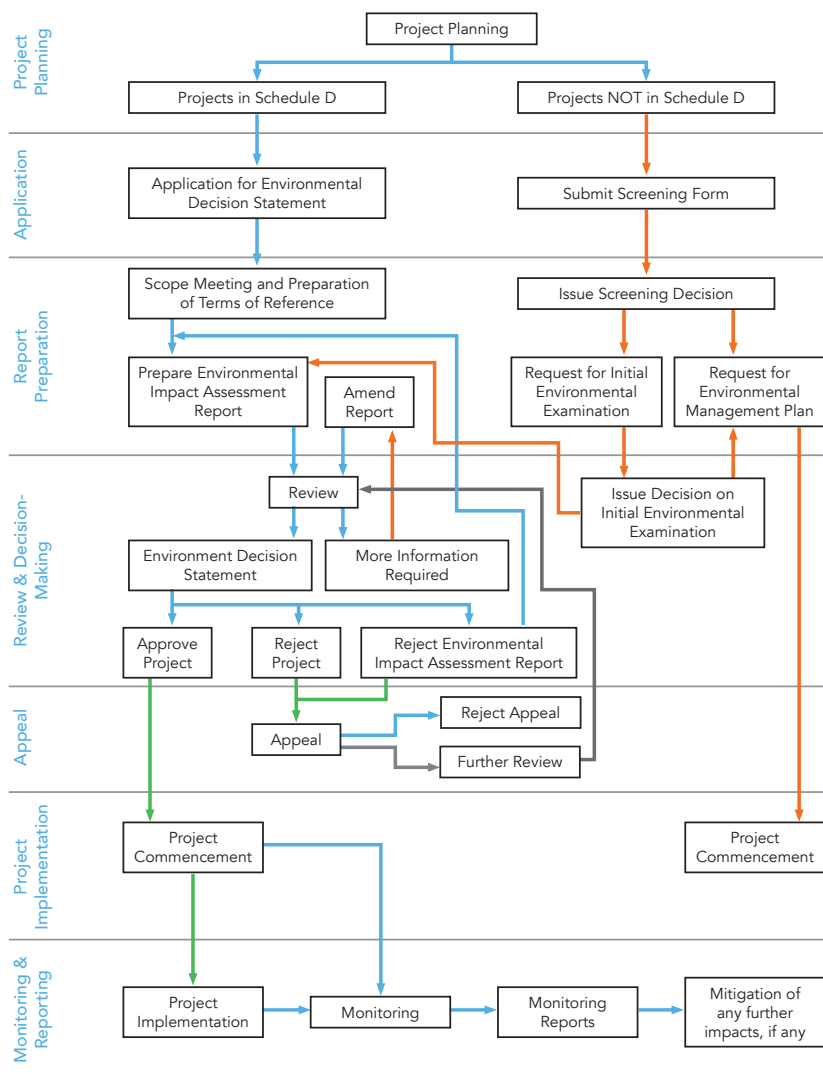 Project
Planning
Project Planning
Projects in Schedule D
Projects NOT in Schedule D
Application
Application for Environmental
Decision Statement
Submit Screening Form
Report
Preparation
Scope Meeting and Preparation
of Terms of Reference
Issue Screening Decision
Prepare Environmental
Impact Assessment
Report
Amend
Report
Request for Initial
Environmental
Examination
Request for
Environmental
Management Plan
Review & Decision-
Making
Review
Issue Decision on
Initial Environmental
Examination
Environment Decision
Statement
More Information
Required
Approve
Project
Reject
Project
Reject Environmental
Impact Assessment Report
Appeal
Appeal
Reject Appeal
Further Review
Project
Implementation
Project
Commencement
Project
Commencement
Monitoring &
Reporting
Project
Implementation
Monitoring
Monitoring
Reports
Mitigation of
any further
impacts, if any